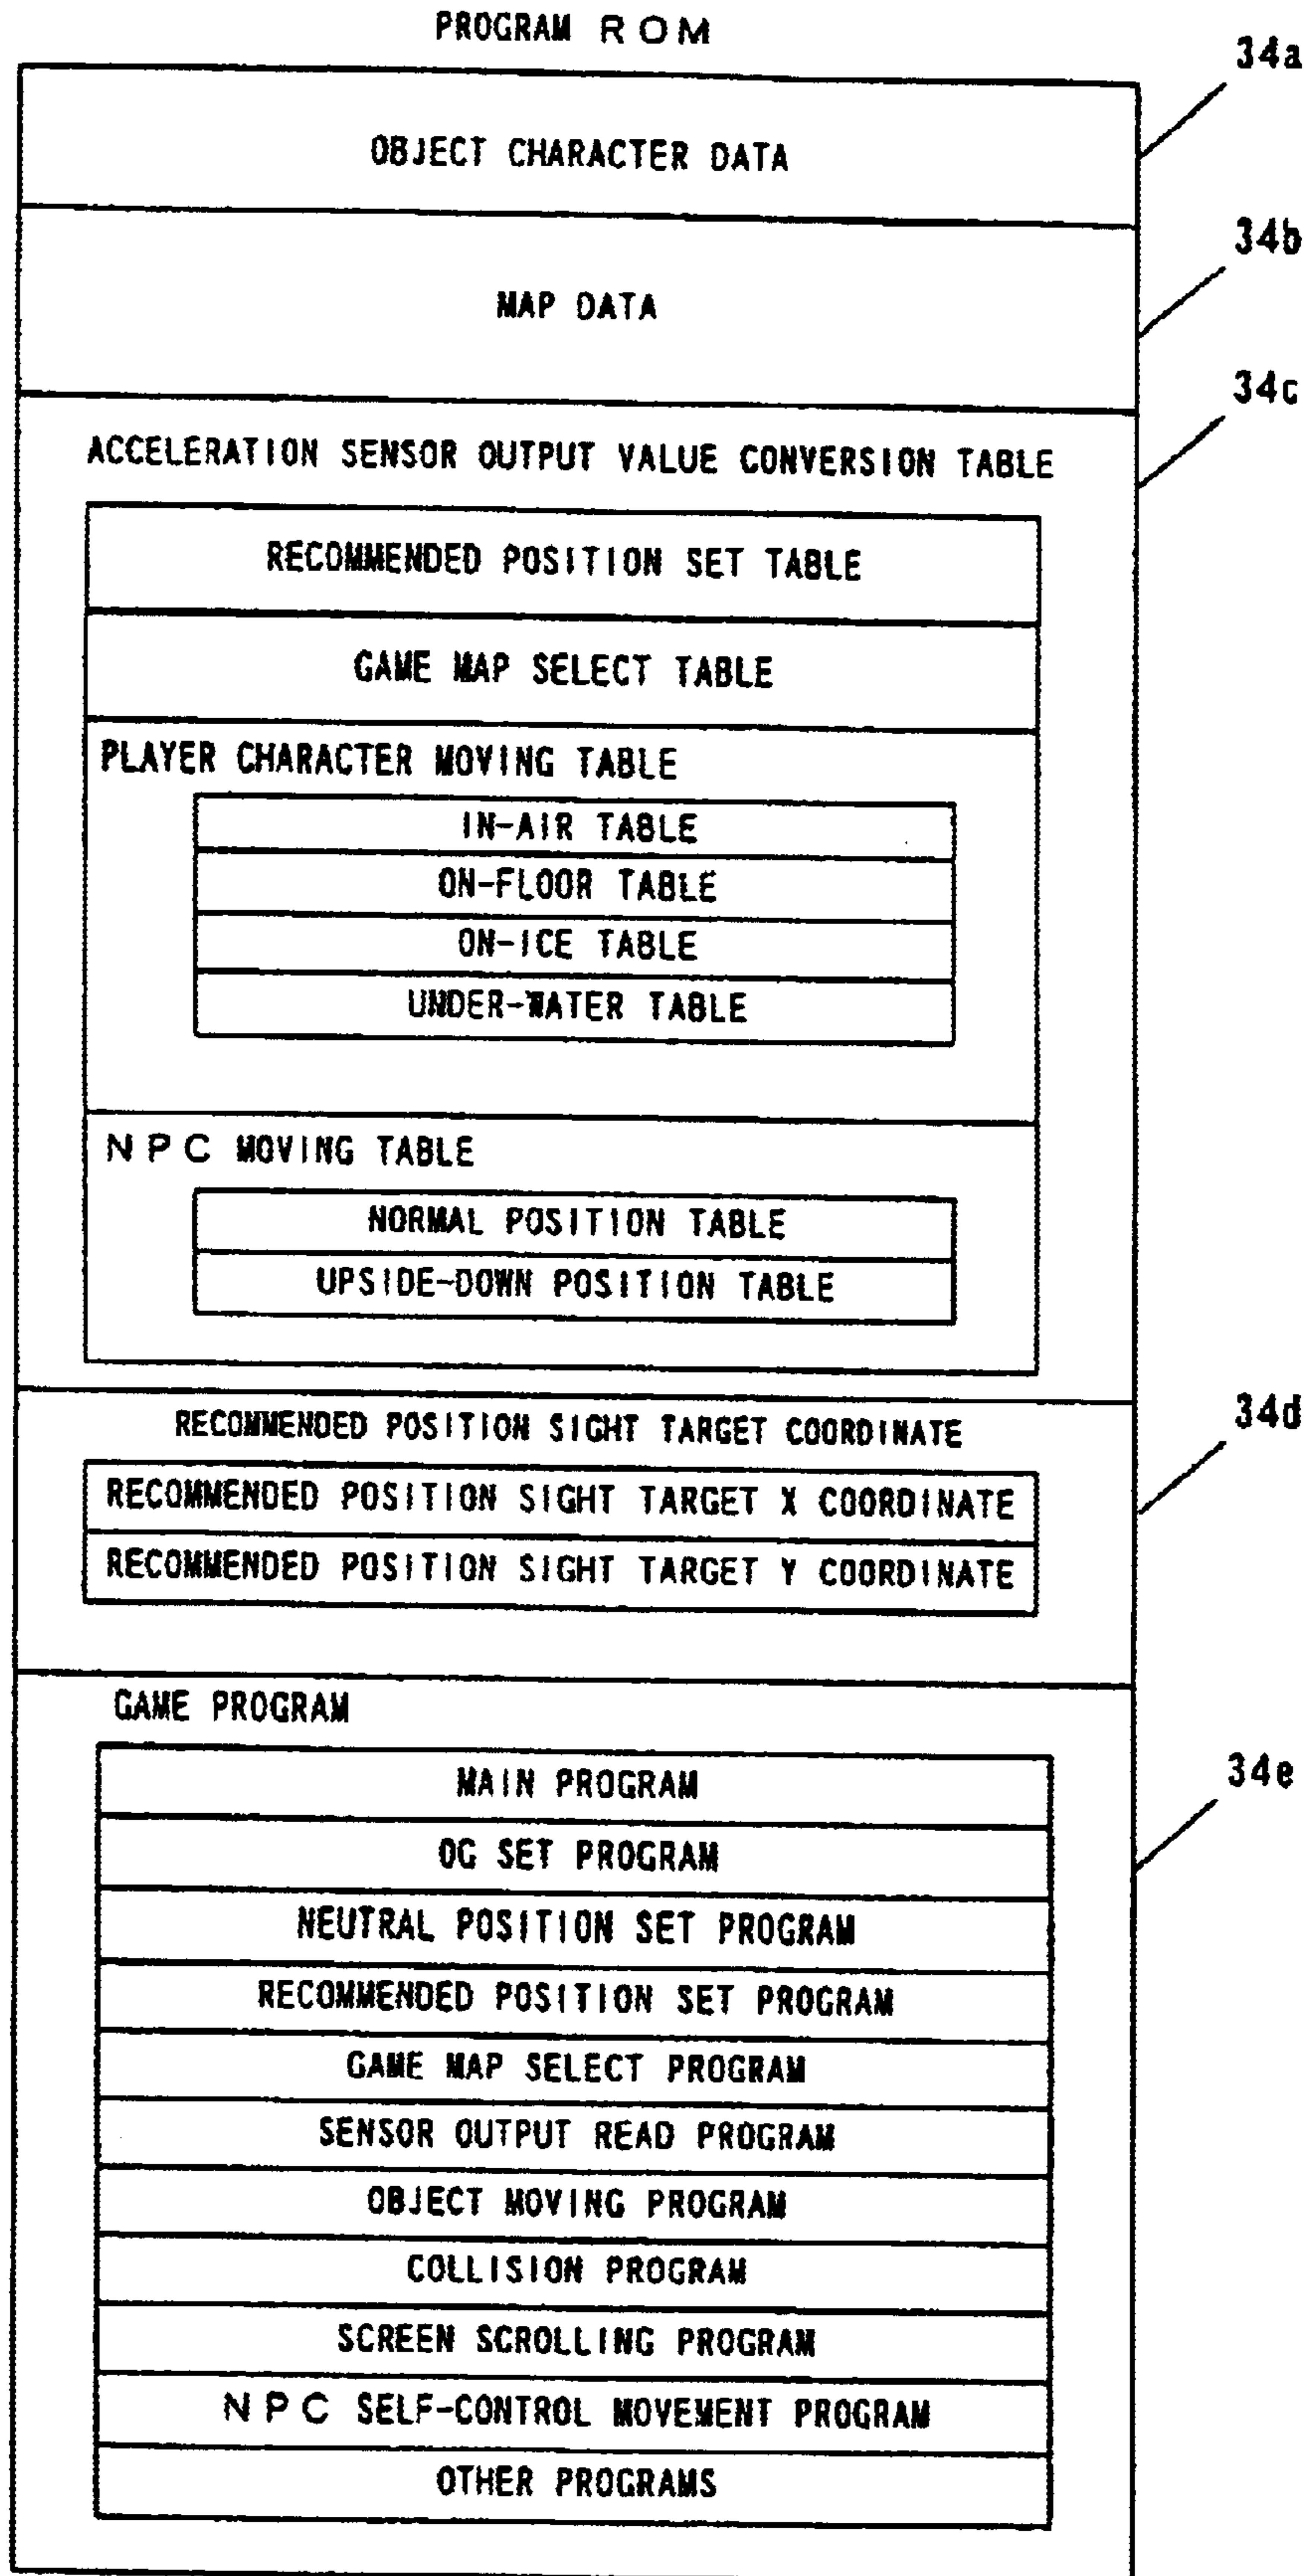 PROGRAM ROM
34a
OBJECT CHARACTER DATA
34b
MAP DATA
34c
ACCELERATION SENSOR OUTPUT VALUE CONVERSION TABLE
RECOMMENDED POSITION SET TABLE
GAME MAP SELECT TABLE
PLAYER CHARACTER MOVING TABLE
IN-AIR TABLE
ON-FLOOR TABLE
ON-ICE TABLE
UNDER-WATER TABLE
NPC MOVING TABLE
NORMAL POSITION TABLE
UPSIDE-DOWN POSITION TABLE
34d
RECOMMENDED POSITION SIGHT TARGET COORDINATE
RECOMMENDED POSITION SIGHT TARGET X COORDINATE
RECOMMENDED POSITION SIGHT TARGET Y COORDINATE
GAME PROGRAM
34e
MAIN PROGRAM
0G SET PROGRAM
NEUTRAL POSITION SET PROGRAM
RECOMMENDED POSITION SET PROGRAM
GAME MAP SELECT PROGRAM
SENSOR OUTPUT READ PROGRAM
OBJECT MOVING PROGRAM
COLLISION PROGRAM
SCREEN SCROLLING PROGRAM
NPC SELF-CONTROL MOVEMENT PROGRAM
OTHER PROGRAMS